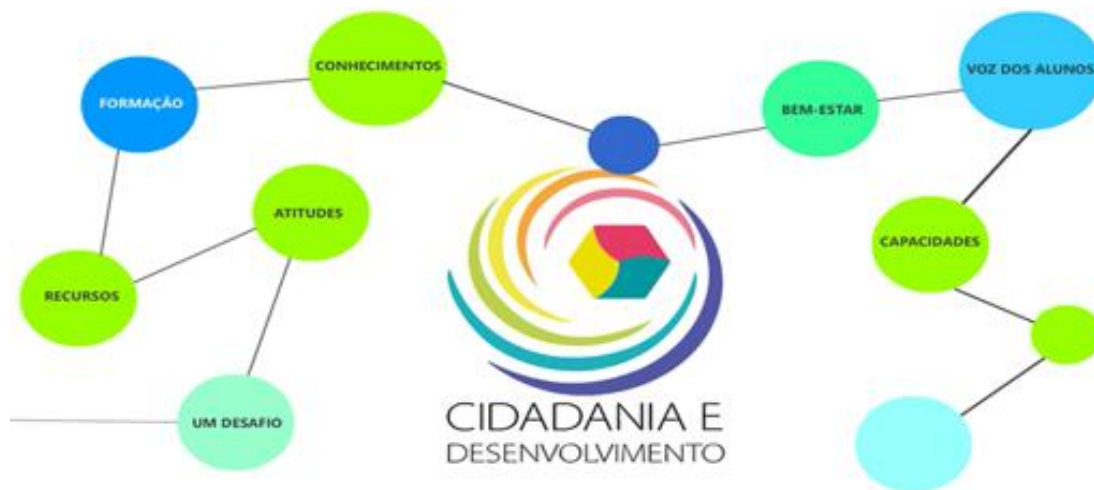 CONHECIMENTOS
VOZ DOS ALUNOS
FORMAÇÃO
BEM-ESTAR
ATITUDES
CAPACIDADES
RECURSOS
UM DESAFIO
CIDADANIA E
DESENVOLVIMENTO